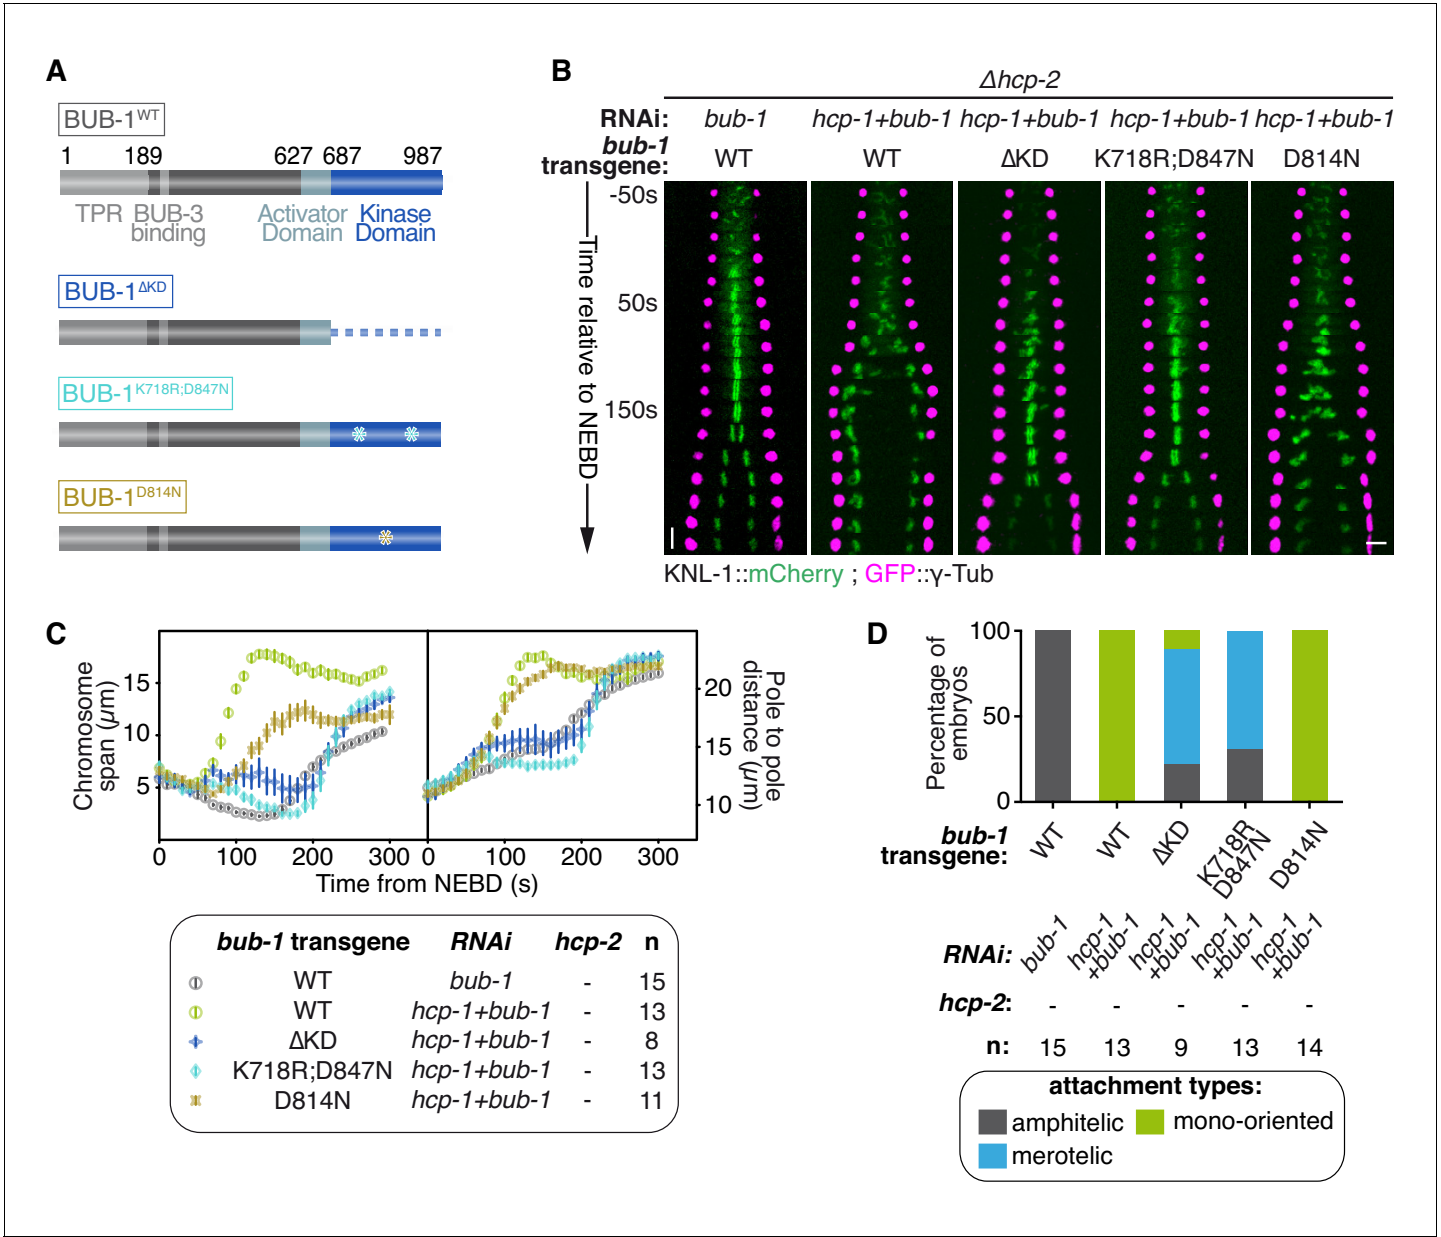 A
BUB-1WT
1 189 627 687 987
TPR BUB-3 binding Activator Domain Kinase Domain
BUB-1ΔKD
BUB-1K718R;D847N
BUB-1D814N
B
Δhcp-2
RNAi: bub-1 hcp-1+bub-1 hcp-1+bub-1 hcp-1+bub-1 hcp-1+bub-1
bub-1 transgene: WT WT ΔKD K718R;D847N D814N
-50s
50s
150s
Time relative to NEBD
KNL-1::mCherry ; GFP::γ-Tub
C
Chromosome span (μm)
15
10
5
0 100 200 300 0 100 200 300
Time from NEBD (s)
20
15
10
Pole to pole distance (μm)
bub-1 transgene RNAi hcp-2 n
WT bub-1 - 15
WT hcp-1+bub-1 - 13
ΔKD hcp-1+bub-1 - 8
K718R;D847N hcp-1+bub-1 - 13
D814N hcp-1+bub-1 - 11
D
Percentage of embryos
100
50
0
bub-1 transgene: WT WT ΔKD K718R D847N D814N
RNAi: bub-1 hcp-1 +bub-1 hcp-1 +bub-1 hcp-1 +bub-1 hcp-1 +bub-1
hcp-2: - - - - -
n: 15 13 9 13 14
attachment types:
amphitelic mono-oriented
merotelic